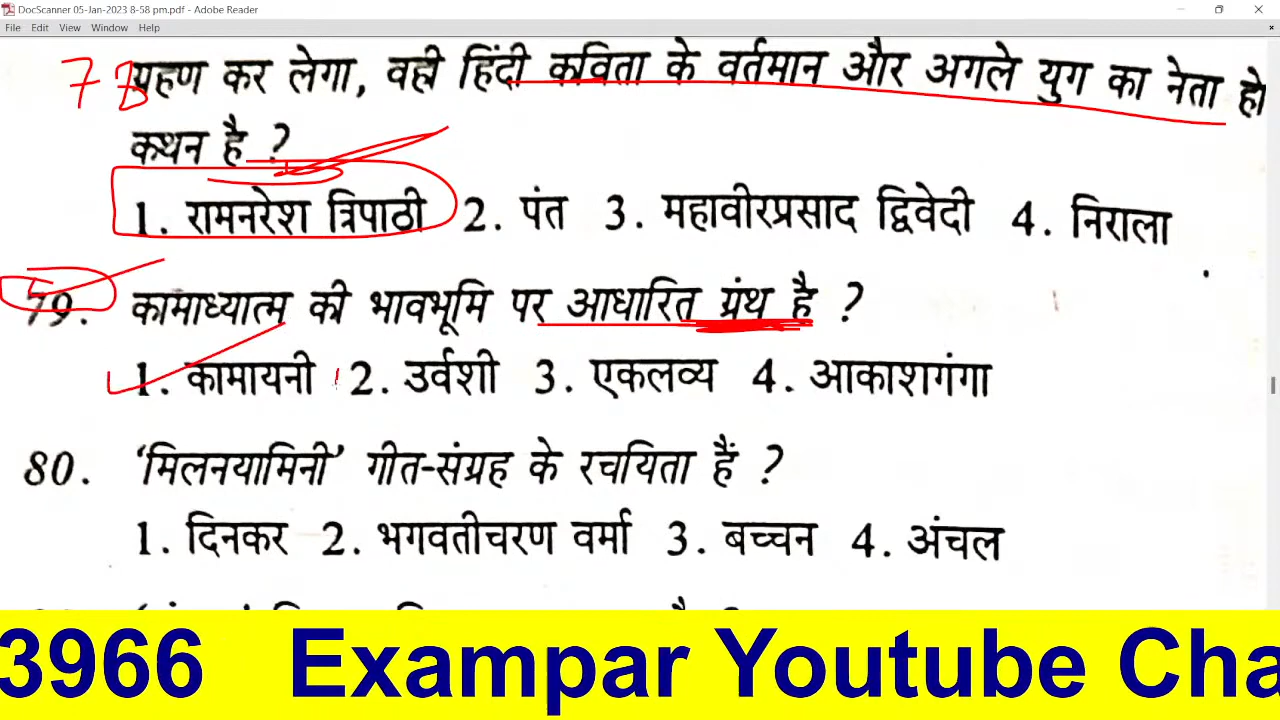 DocScanner 05-Jan-2023 8-58 pm.pdf - Adobe Reader
File Edit View Window Help
78 ग्रहण कर लेगा, वही हिंदी कविता के वर्तमान और अगले युग का नेता हो
कथन है ?
1. रामनरेश त्रिपाठी 2. पंत 3. महावीरप्रसाद द्विवेदी 4. निराला
79. कामाध्यात्म की भावभूमि पर आधारित ग्रंथ है ?
1. कामायनी 2. उर्वशी 3. एकलव्य 4. आकाशगंगा
80. 'मिलनयामिनी' गीत-संग्रह के रचयिता हैं ?
1. दिनकर 2. भगवतीचरण वर्मा 3. बच्चन 4. अंचल
3966 Exampar Youtube Cha